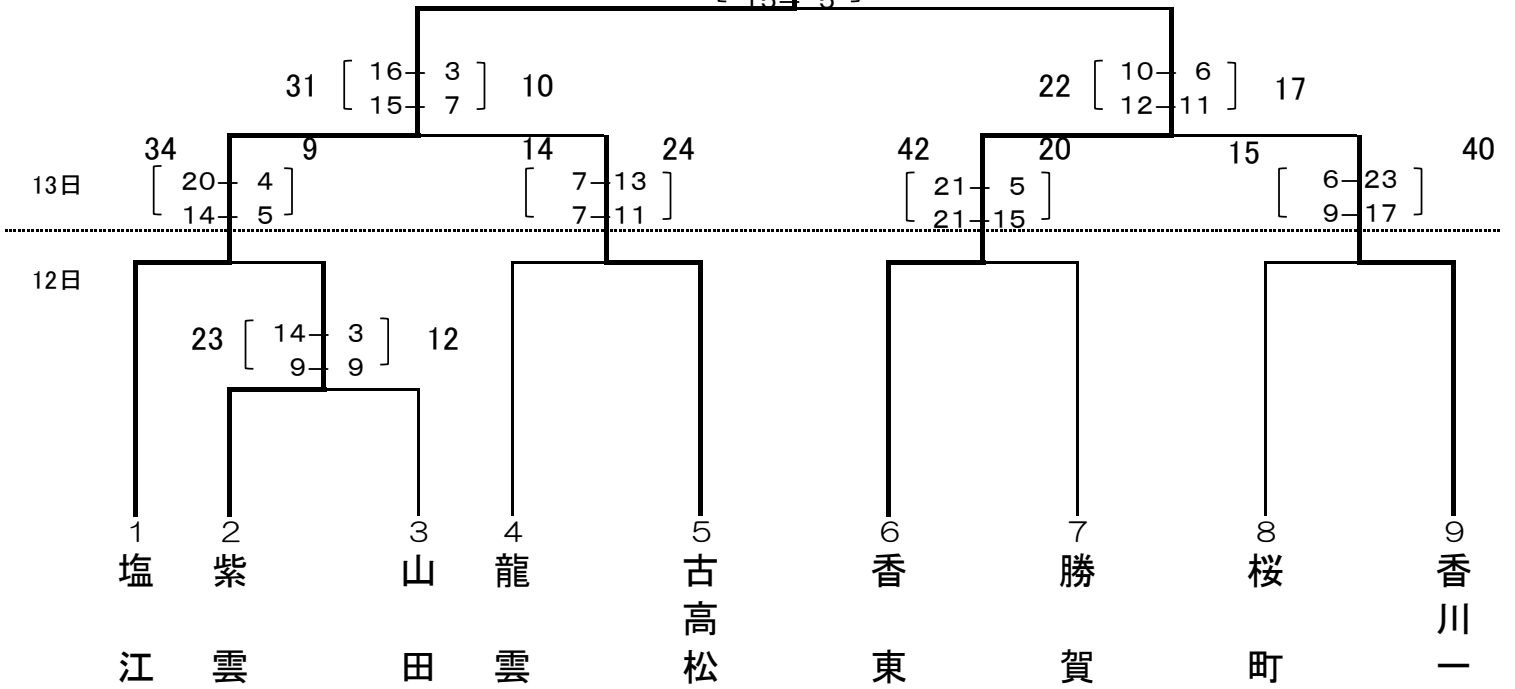 15— 5
31 [ 16— 3 ] 10
15— 7
22 [ 10— 6 ] 17
12—11
34 9 14 24 42 20 15 40
13日
20— 4
14— 5
7—13
7—11
21— 5
21—15
6—23
9—17
12日
23 [ 14— 3 ] 12
9— 9
1 2 3 4 5 6 7 8 9
塩江
紫雲
山田
龍雲
古高松
香東
勝賀
桜町
香川一